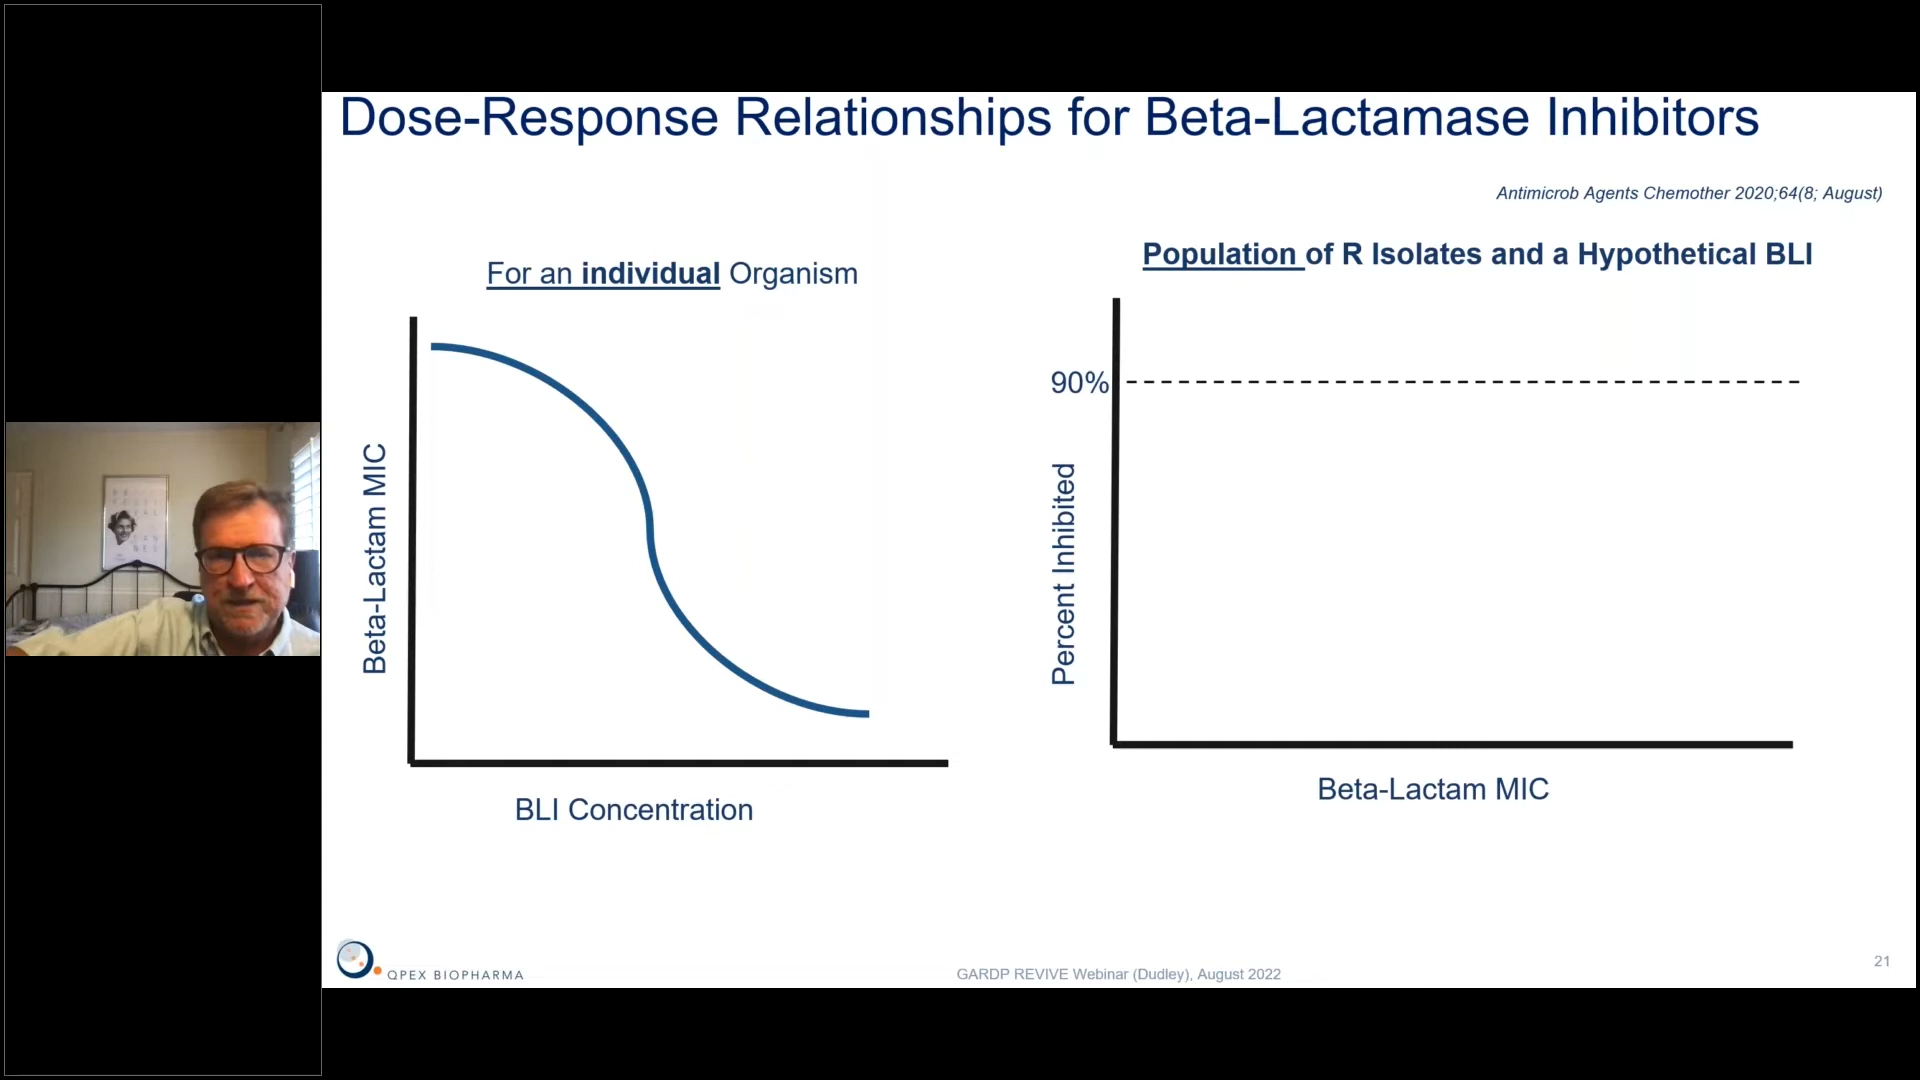 Dose-Response Relationships for Beta-Lactamase Inhibitors
Antimicrob Agents Chemother 2020;64(8; August)
For an individual Organism
Beta-Lactam MIC
BLI Concentration
Population of R Isolates and a Hypothetical BLI
90%
Percent Inhibited
Beta-Lactam MIC
QPEX BIOPHARMA
GARDP REVIVE Webinar (Dudley), August 2022
21